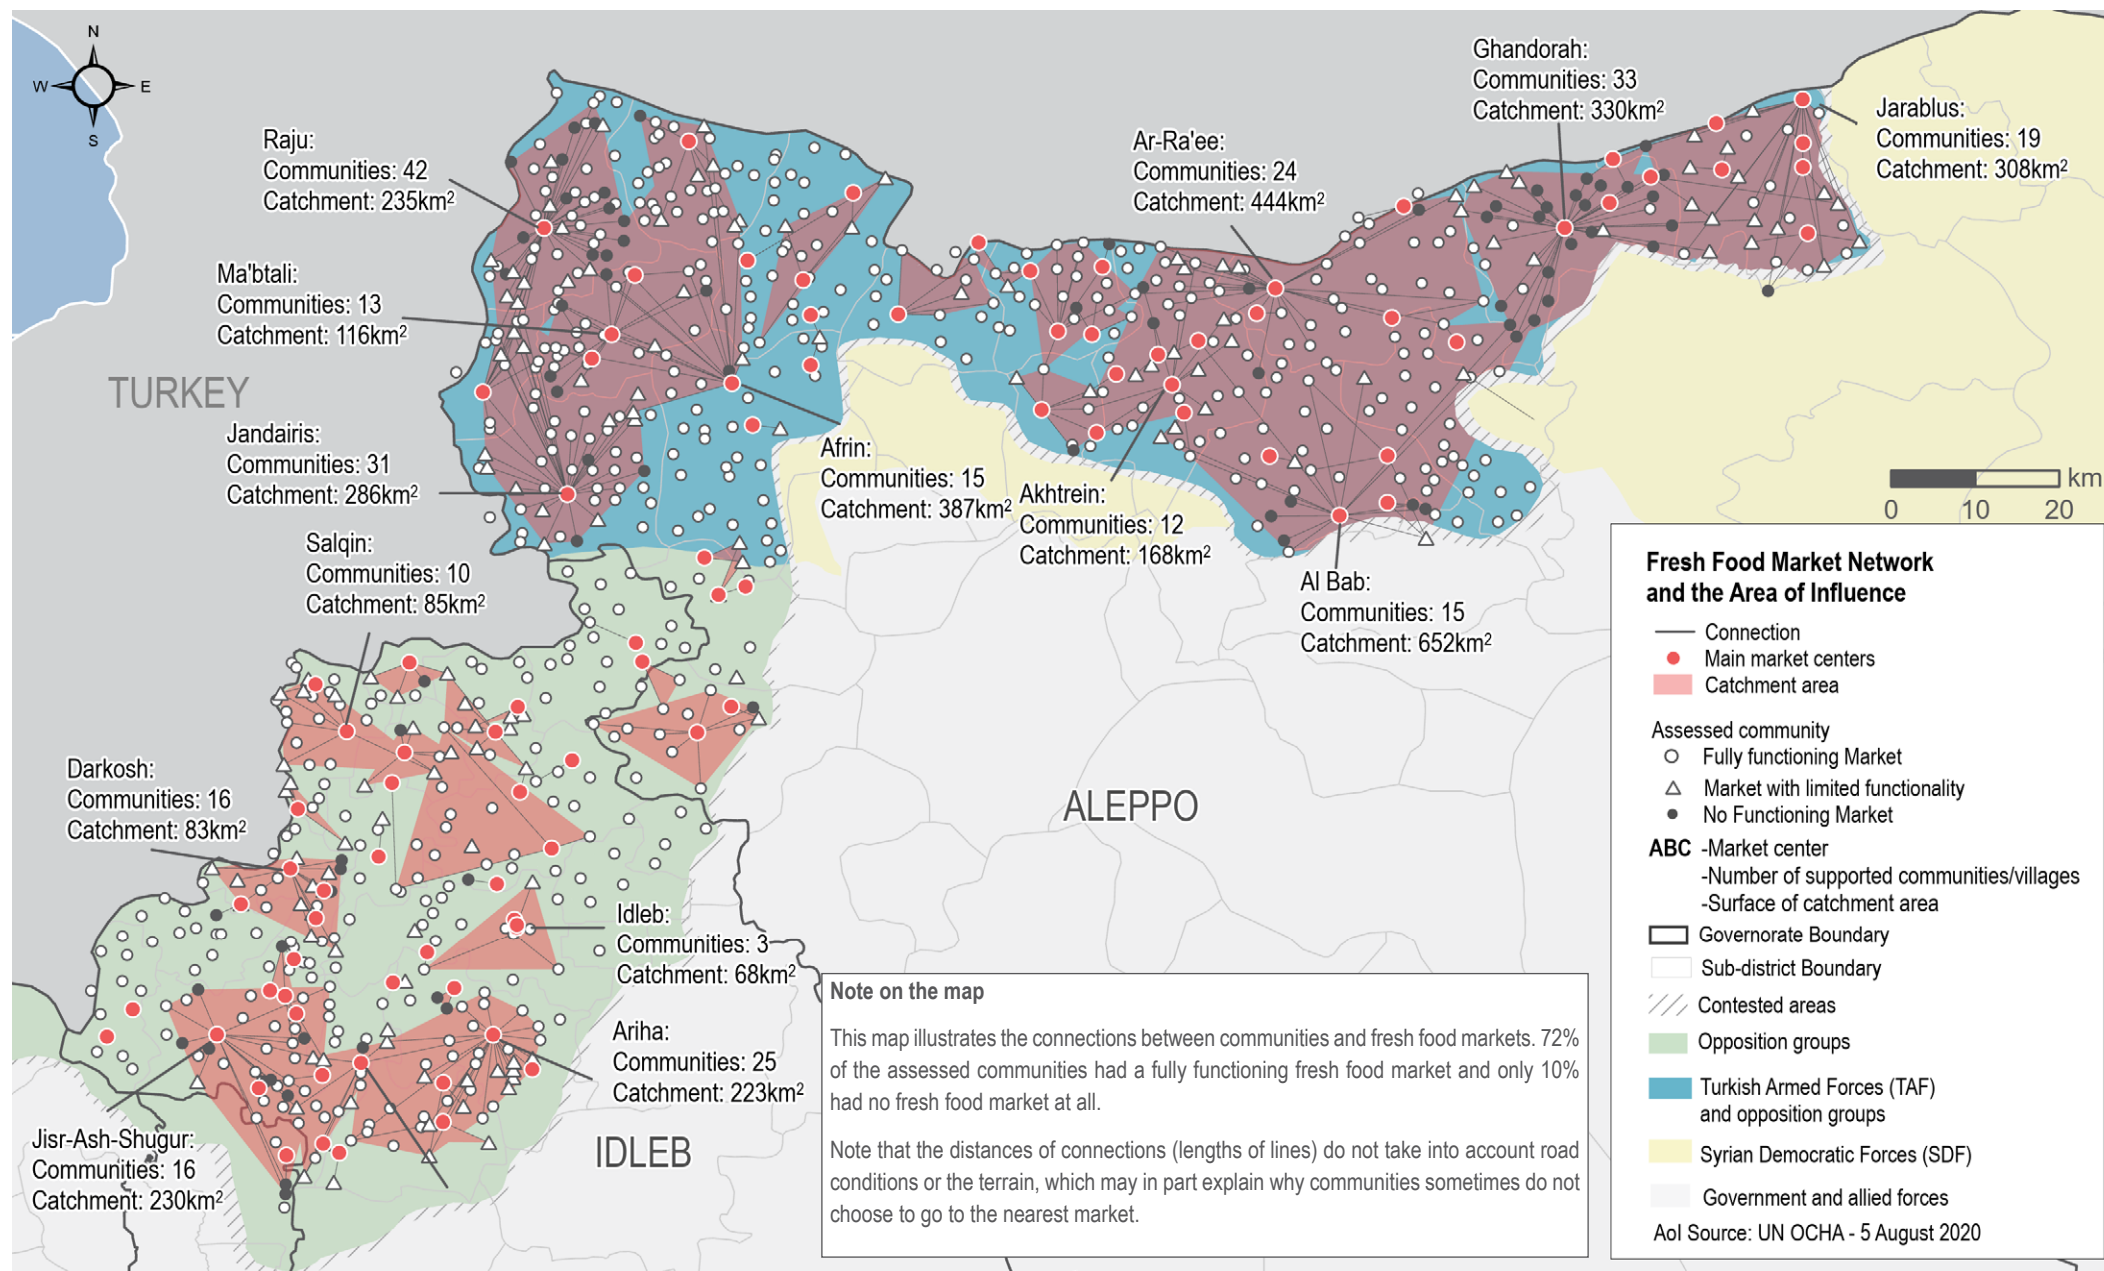 N
W
E
S
Ghandorah:
Communities: 33
Catchment: 330km²
Jarablus:
Communities: 19
Catchment: 308km²
Raju:
Communities: 42
Catchment: 235km²
Ar-Ra'ee:
Communities: 24
Catchment: 444km²
Ma'btali:
Communities: 13
Catchment: 116km²
TURKEY
Jandairis:
Communities: 31
Catchment: 286km²
Afrin:
Communities: 15
Catchment: 387km²
Akhtrein:
Communities: 12
Catchment: 168km²
Salqin:
Communities: 10
Catchment: 85km²
Al Bab:
Communities: 15
Catchment: 652km²
km
0 10 20
Darkosh:
Communities: 16
Catchment: 83km²
ALEPPO
Idleb:
Communities: 3
Catchment: 68km²
Ariha:
Communities: 25
Catchment: 223km²
IDLEB
Jisr-Ash-Shugur:
Communities: 16
Catchment: 230km²
Note on the map
This map illustrates the connections between communities and fresh food markets. 72%
of the assessed communities had a fully functioning fresh food market and only 10%
had no fresh food market at all.
Note that the distances of connections (lengths of lines) do not take into account road
conditions or the terrain, which may in part explain why communities sometimes do not
choose to go to the nearest market.
Fresh Food Market Network
and the Area of Influence
Connection
Main market centers
Catchment area
Assessed community
Fully functioning Market
Market with limited functionality
No Functioning Market
ABC -Market center
-Number of supported communities/villages
-Surface of catchment area
Governorate Boundary
Sub-district Boundary
Contested areas
Opposition groups
Turkish Armed Forces (TAF)
and opposition groups
Syrian Democratic Forces (SDF)
Government and allied forces
AoI Source: UN OCHA - 5 August 2020